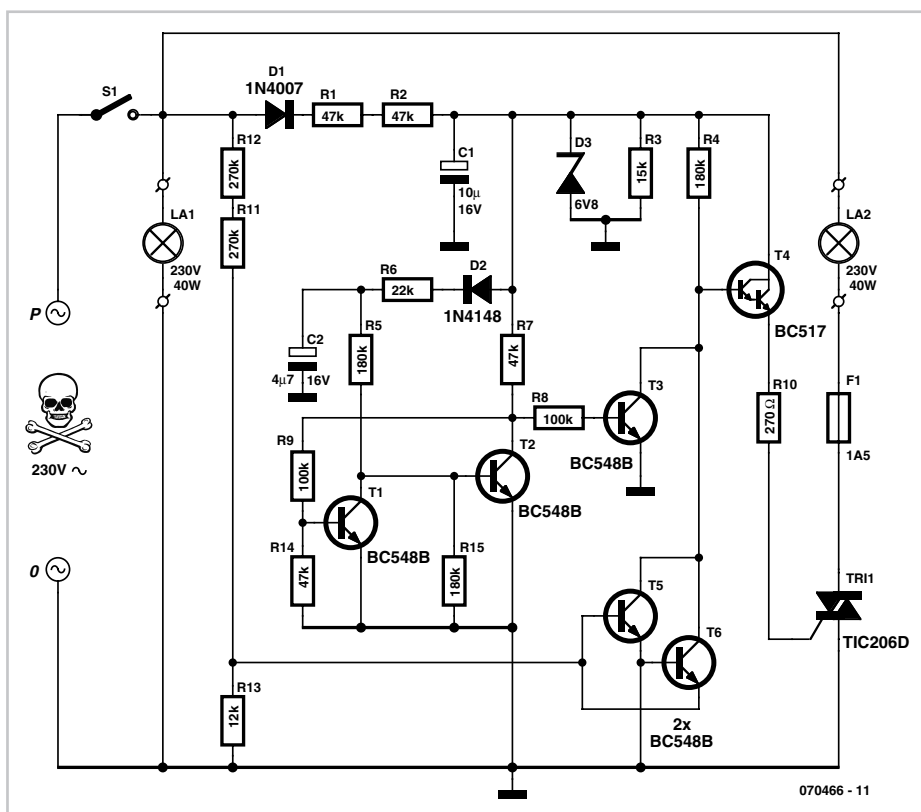 S1
D1
1N4007
R1
47k
R2
47k
R12
270k
R11
270k
LA1
230V
40W
C1
10μ
16V
D3
6V8
R3
15k
R4
180k
LA2
230V
40W
T4
BC517
R6
22k
D2
1N4148
C2
4μ7
16V
R5
180k
R7
47k
R8
100k
T3
BC548B
R10
270Ω
F1
1A5
P
230V ~
R9
100k
T1
BC548B
T2
BC548B
R14
47k
R15
180k
0
T5
T6
2x
BC548B
TRI1
TIC206D
R13
12k
070466 - 11